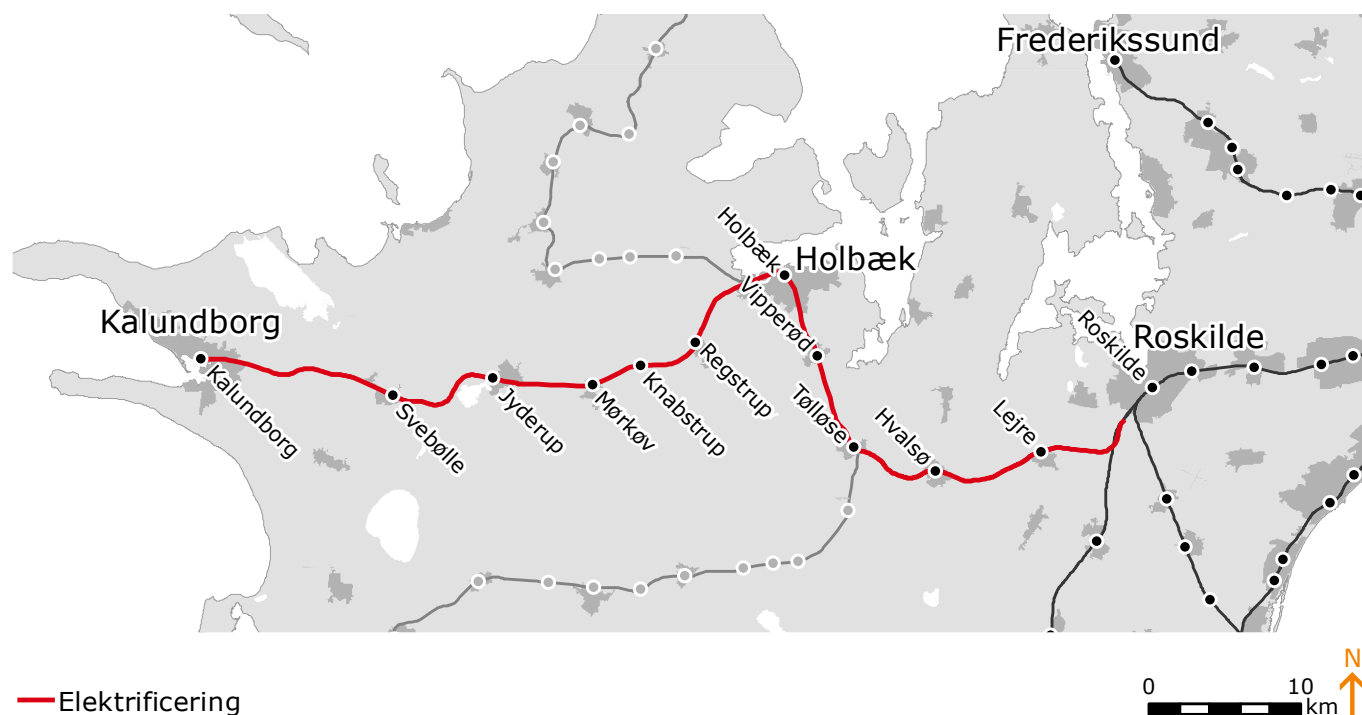 Frederikssund
Holbæk
Holbæk
Vipperød
Kalundborg
Roskilde
Roskilde
Kalundborg
Svebølle
Jyderup
Mørkøv
Knabstrup
Regstrup
Tølløse
Hvalsø
Lejre
Elektrificering
0 10
km
N